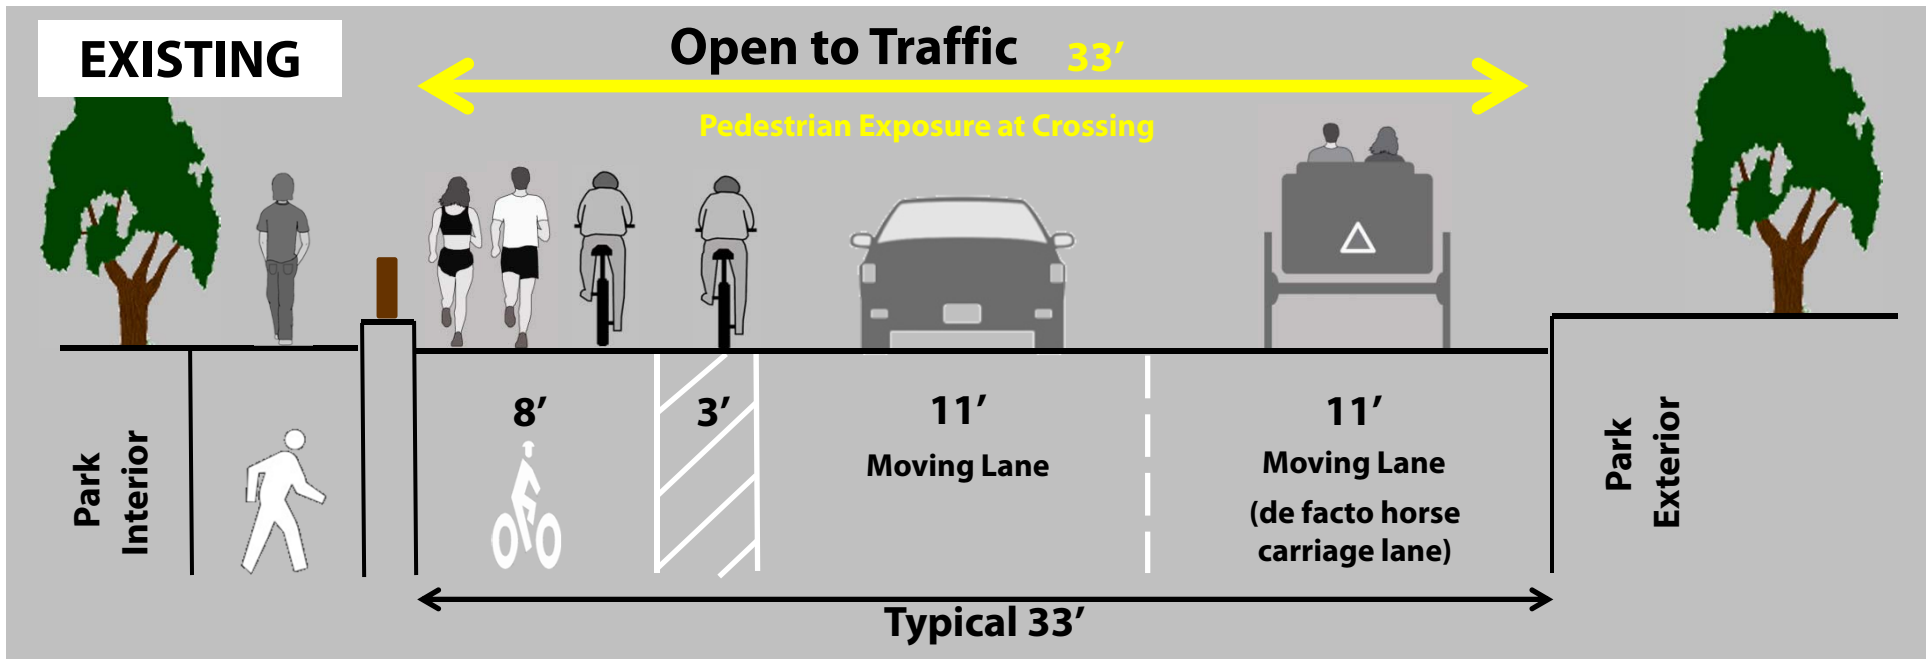 EXISTING
Open to Traffic 33’
Pedestrian Exposure at Crossing
8’
3’
11’
Moving Lane
11’
Moving Lane
(de facto horse
carriage lane)
Park
Interior
Park
Exterior
Typical 33’